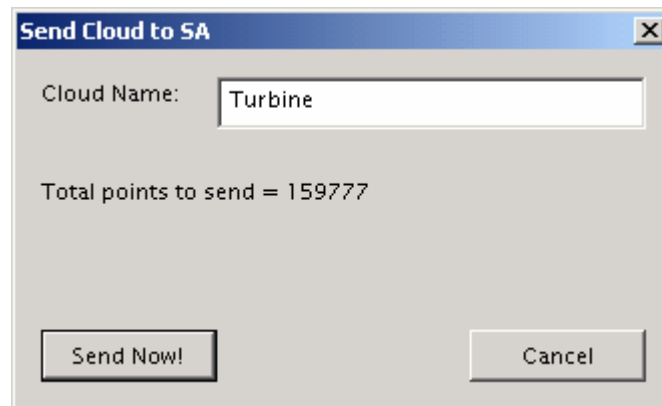 Send Cloud to SA
Cloud Name: Turbine
Total points to send = 159777
Send Now! Cancel